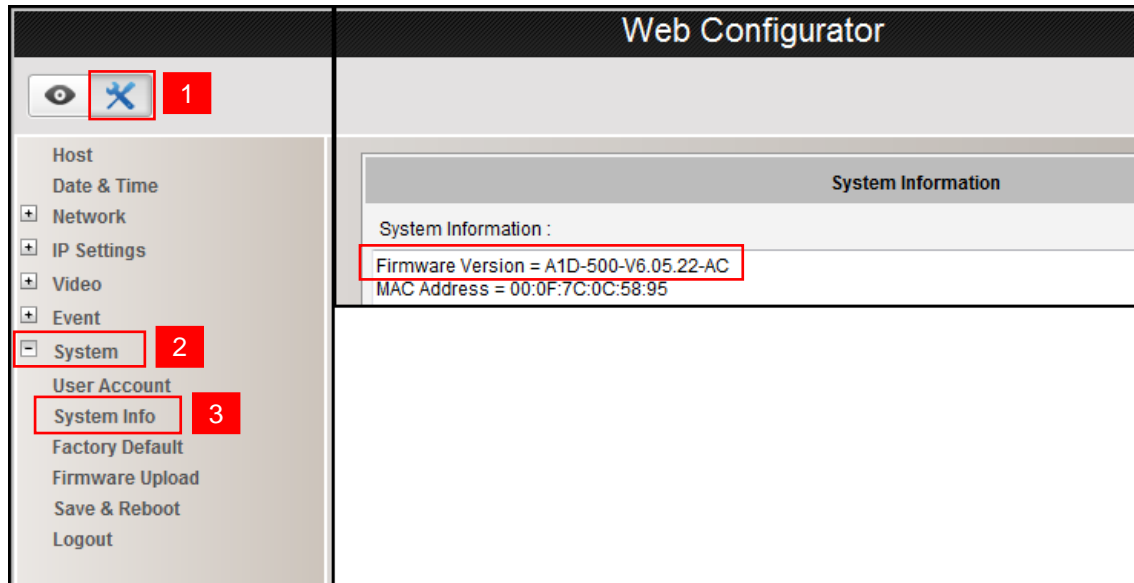 Web Configurator
1
Host
Date & Time
Network
IP Settings
Video
Event
System
2
User Account
System Info
3
Factory Default
Firmware Upload
Save & Reboot
Logout
System Information
System Information :
Firmware Version = A1D-500-V6.05.22-AC
MAC Address = 00:0F:7C:0C:58:95